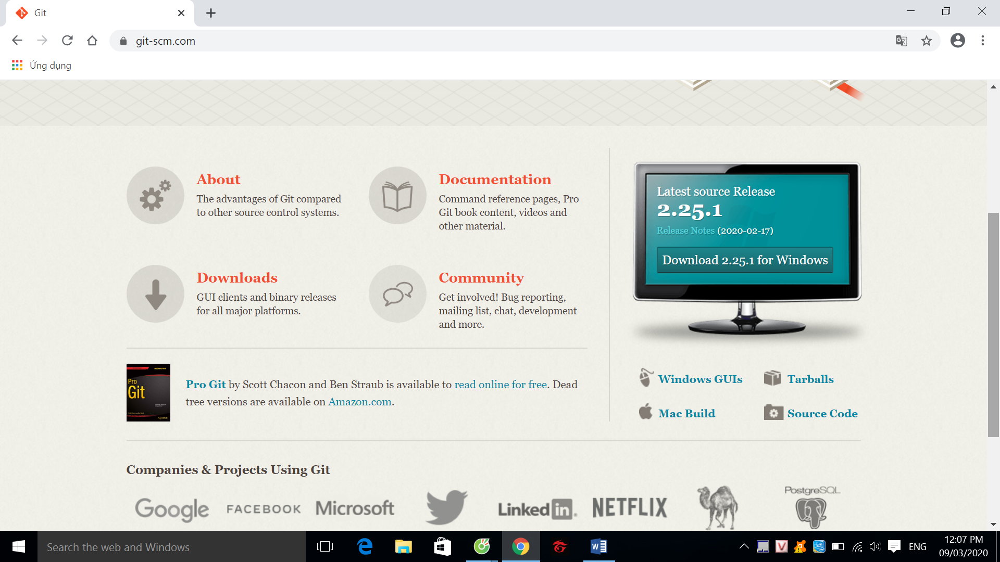 Git
git-scm.com
Ứng dụng
About
The advantages of Git compared
to other source control systems.
Documentation
Command reference pages, Pro
Git book content, videos and
other material.
Downloads
GUI clients and binary releases
for all major platforms.
Community
Get involved! Bug reporting,
mailing list, chat, development
and more.
Pro
Git
Apress
Pro Git by Scott Chacon and Ben Straub is available to read online for free. Dead
tree versions are available on Amazon.com.
Latest source Release
2.25.1
Release Notes (2020-02-17)
Download 2.25.1 for Windows
Windows GUIs
Tarballs
Mac Build
Source Code
Companies & Projects Using Git
Google FACEBOOK Microsoft LinkedIn NETFLIX PostgreSQL
Search the web and Windows
ENG
12:07 PM
09/03/2020